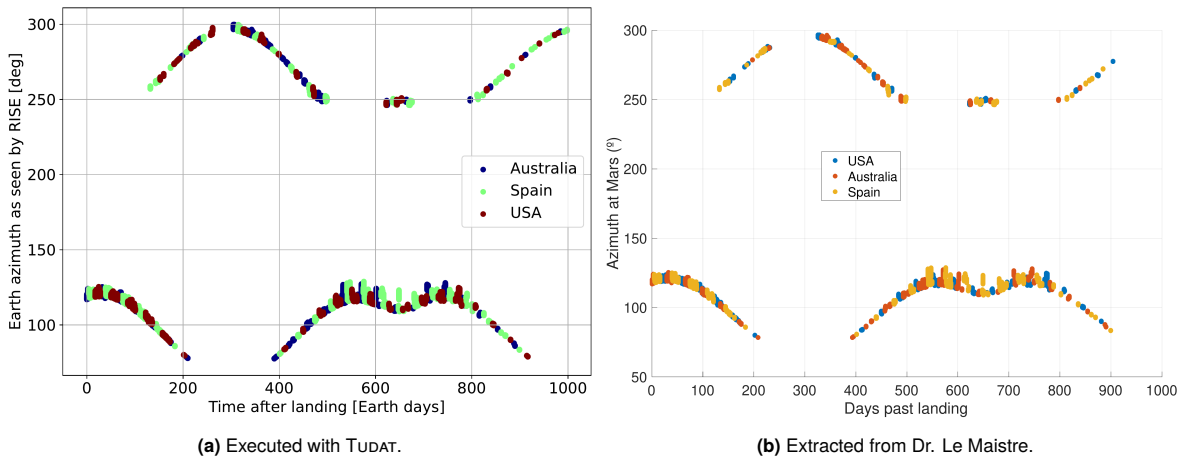 300
250
200
150
100
0
200
400
600
800
1000
Earth azimuth as seen by RISE [deg]
Time after landing [Earth days]
Australia
Spain
USA
(a) Executed with TUDAT.
300
250
200
150
100
50
0
100
200
300
400
500
600
700
800
900
1000
Azimuth at Mars (º)
Days past landing
USA
Australia
Spain
(b) Extracted from Dr. Le Maistre.